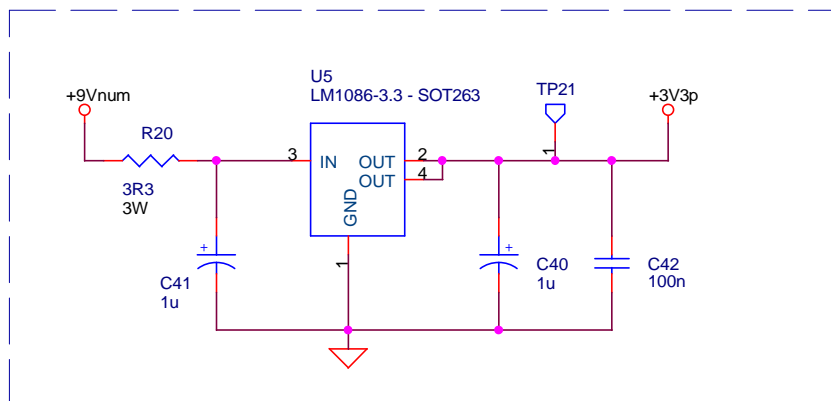 U5
LM1086-3.3 - SOT263
+9Vnum
TP21
+3V3p
R20
3R3
3W
3
IN
OUT
2
OUT
4
GND
1
1
+
C41
1u
+
C40
1u
C42
100n